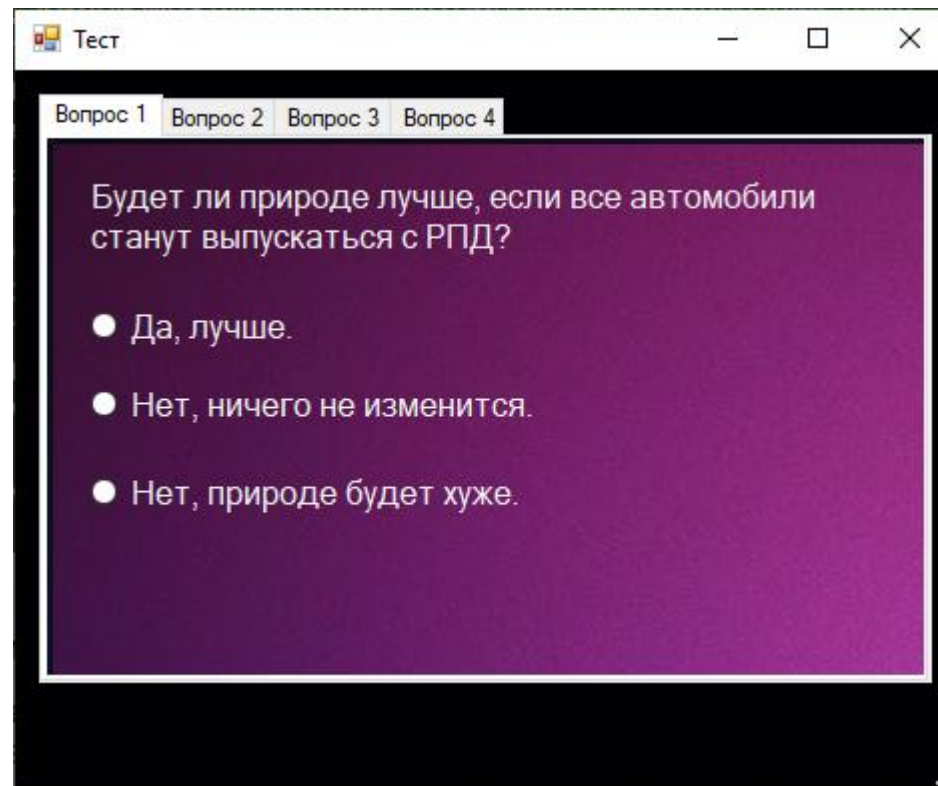 Тест
Вопрос 1 Вопрос 2 Вопрос 3 Вопрос 4
Будет ли природе лучше, если все автомобили
станут выпускаться с РПД?
Да, лучше.
Нет, ничего не изменится.
Нет, природе будет хуже.